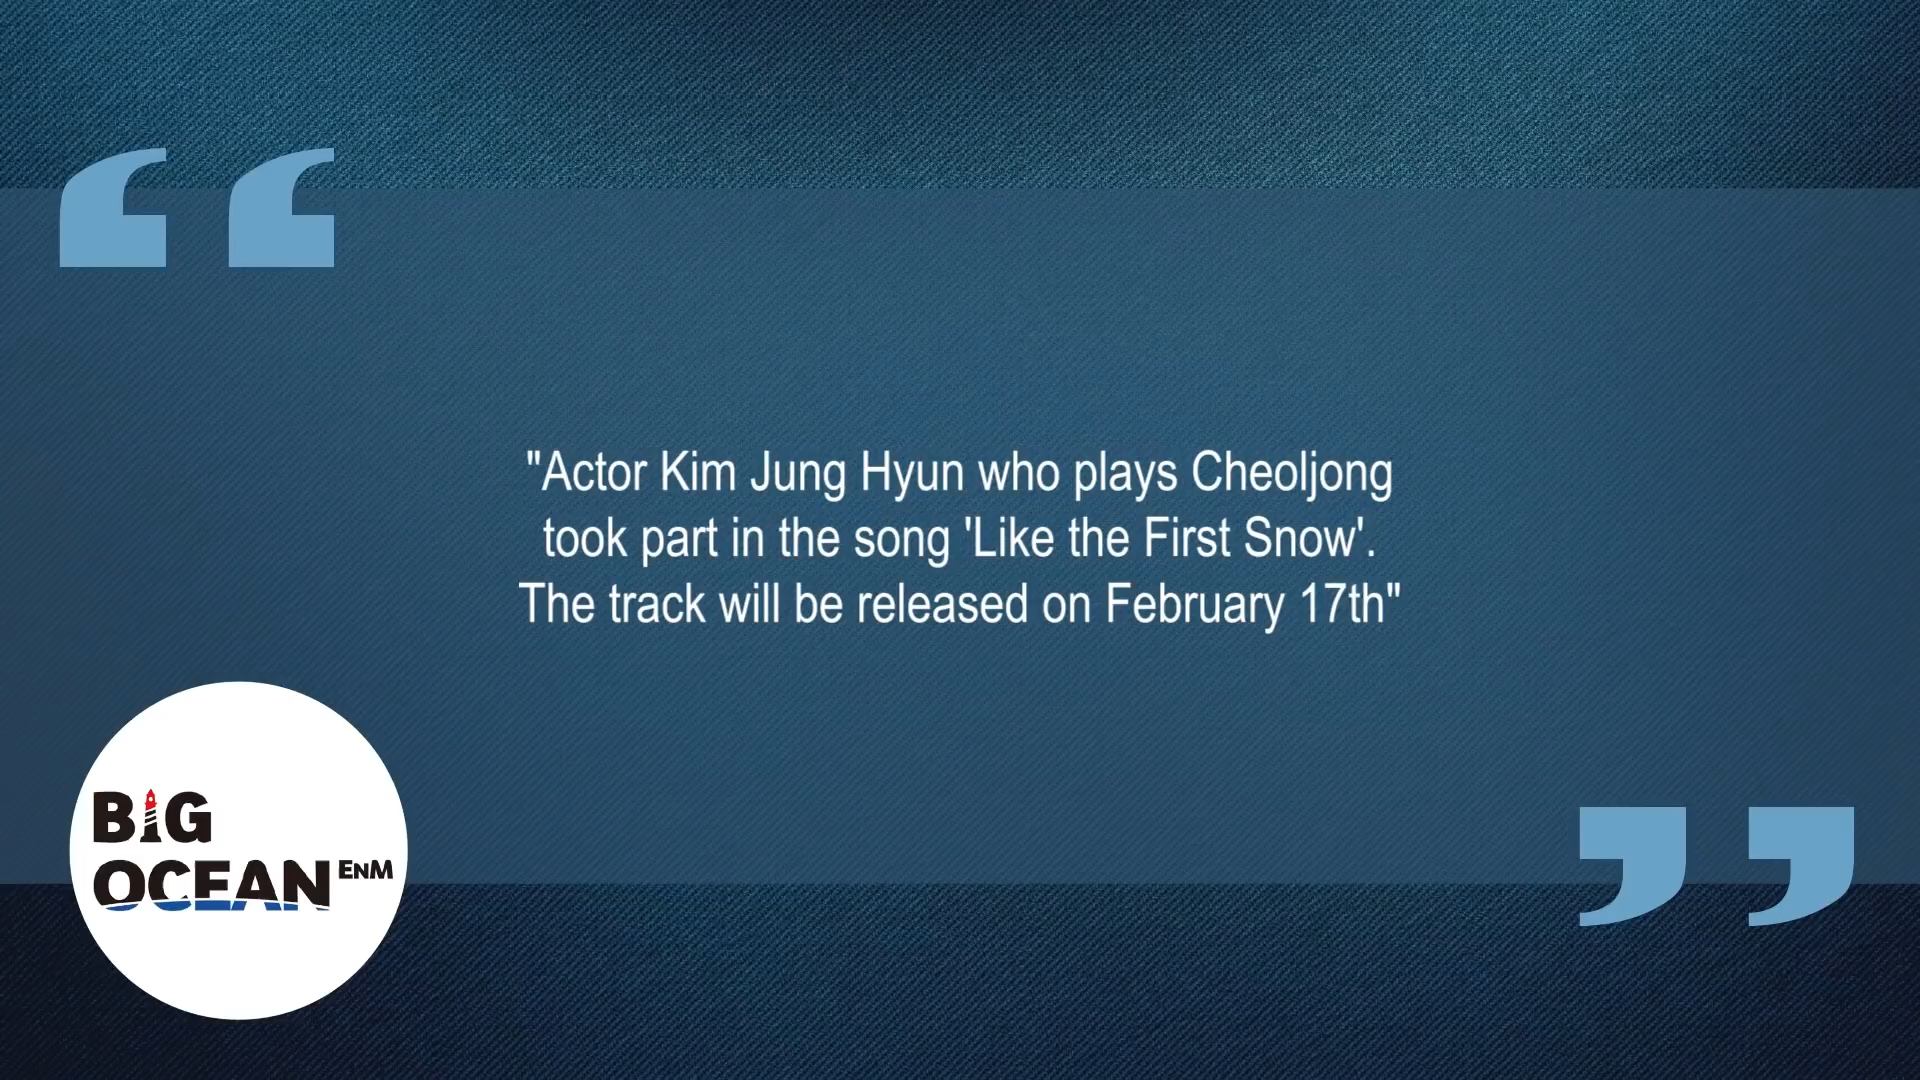 "Actor Kim Jung Hyun who plays Cheoljong
took part in the song 'Like the First Snow'.
The track will be released on February 17th"
BIG
OCEAN ENM